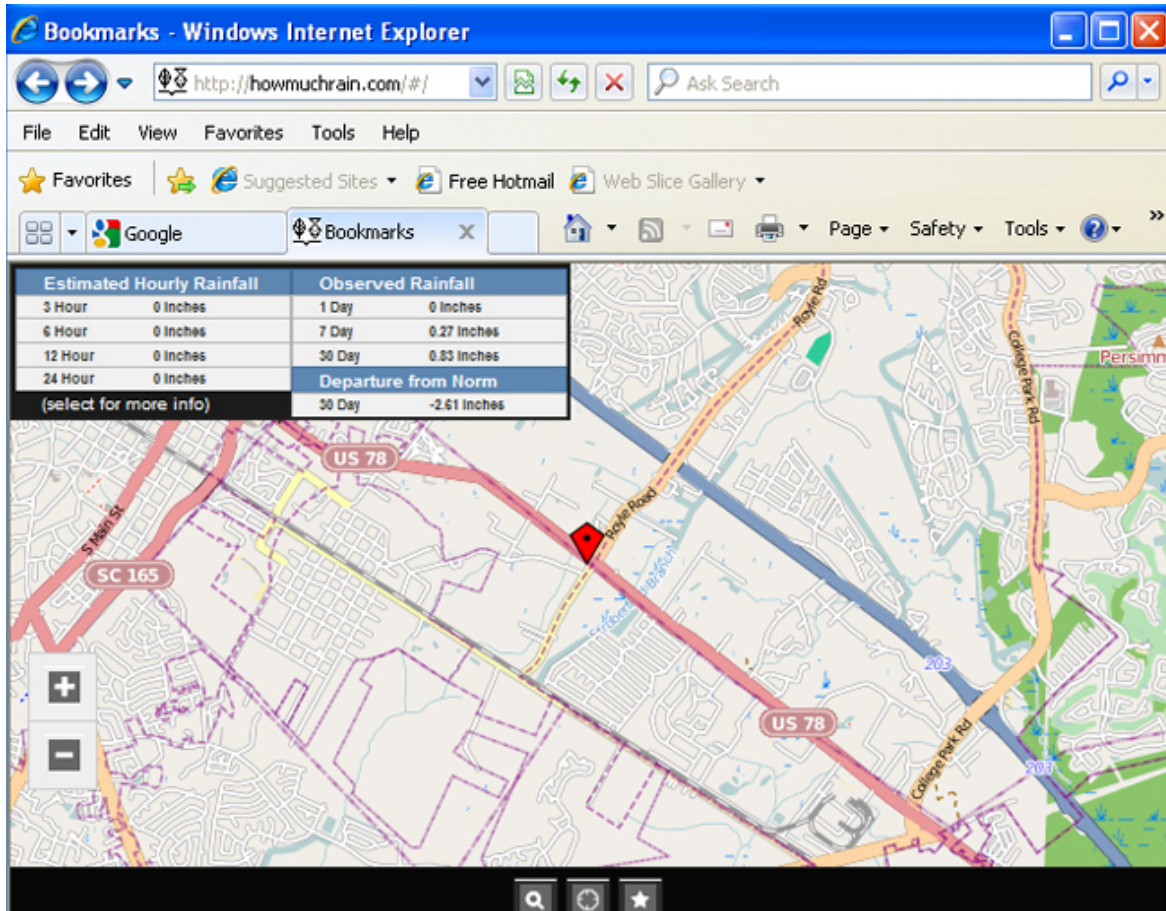 Bookmarks - Windows Internet Explorer
http://howmuchrain.com/#/
Ask Search
File Edit View Favorites Tools Help
Favorites Suggested Sites Free Hotmail Web Slice Gallery
Google Bookmarks X Page Safety Tools ? »
Estimated Hourly Rainfall Observed Rainfall
3 Hour 0 Inches 1 Day 0 Inches
6 Hour 0 Inches 7 Day 0.27 Inches
12 Hour 0 Inches 30 Day 0.83 Inches
24 Hour 0 Inches Departure from Norm
(select for more info) 30 Day -2.61 Inches
Royle Rd
College Park Rd
Persimm
US 78
Royle Road
S Main St
SC 165
Branch
203
US 78
College Park Rd
203